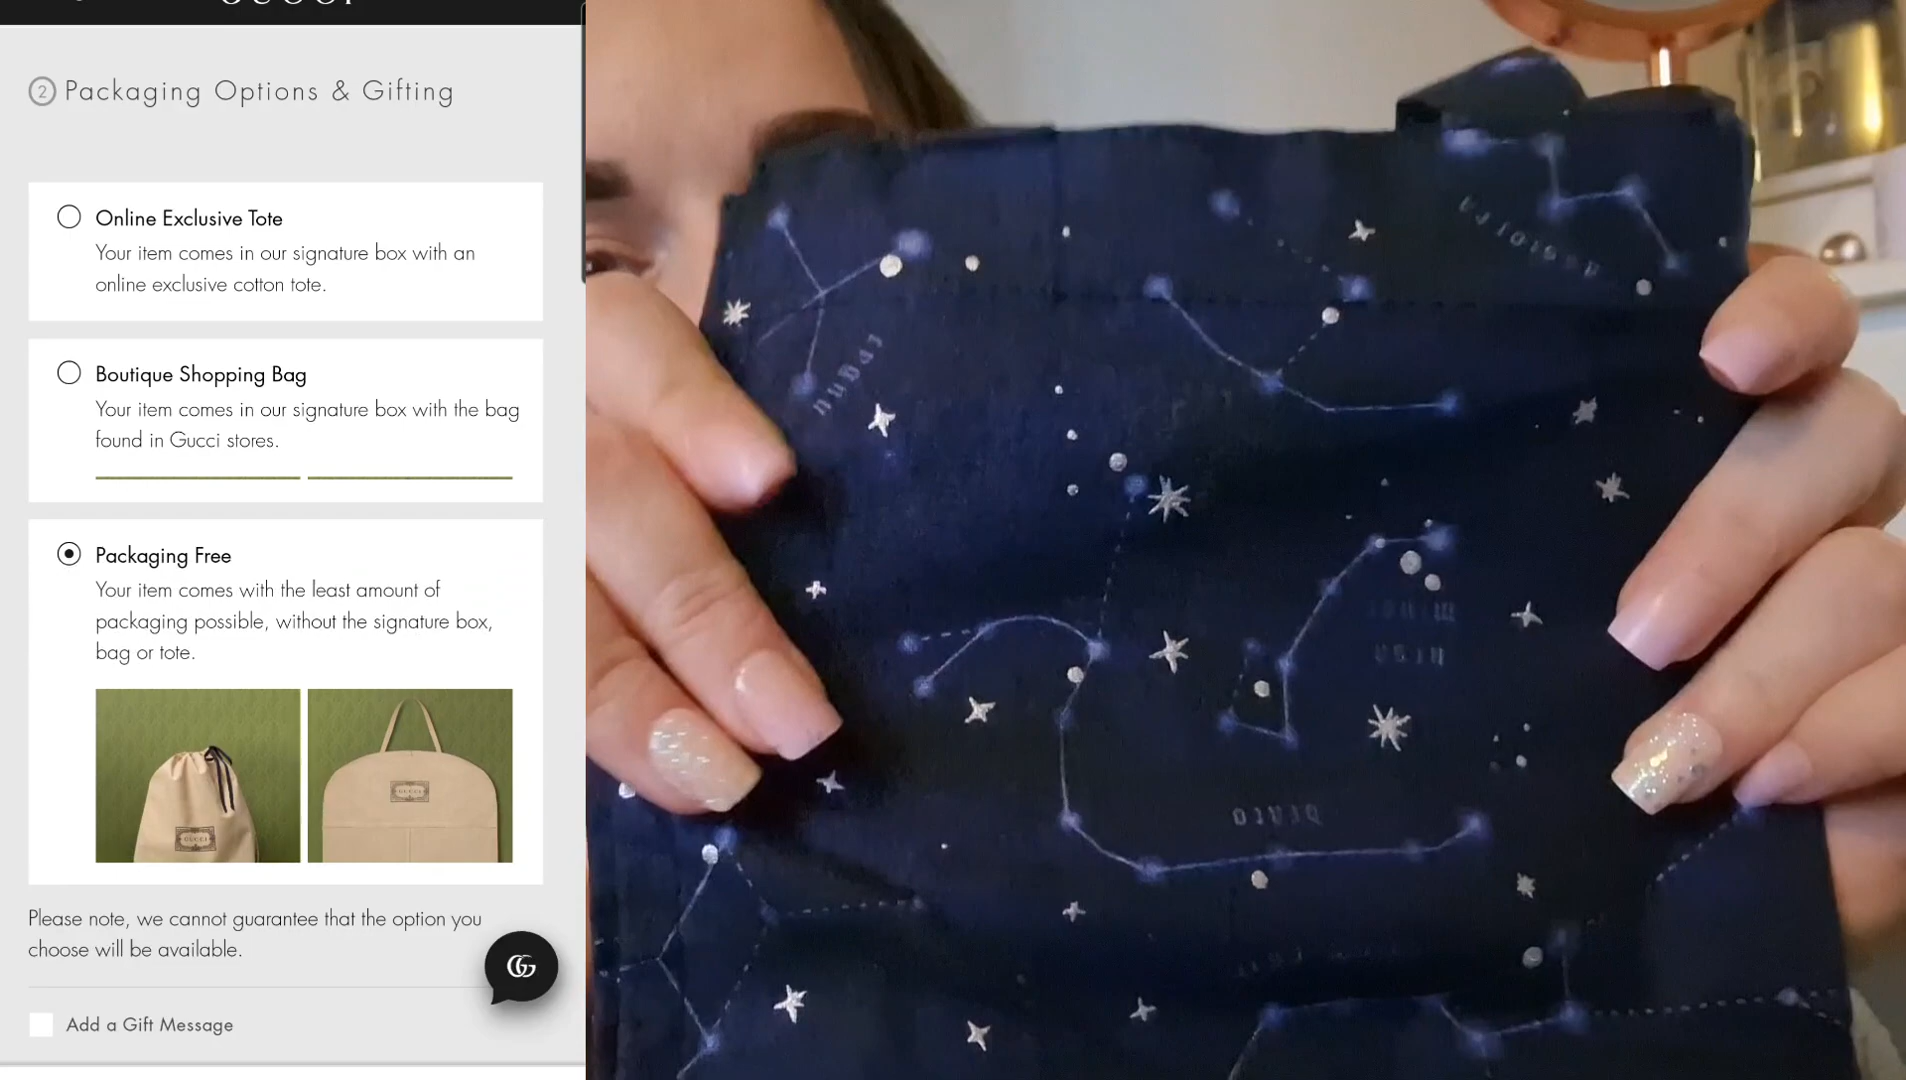 2 Packaging Options & Gifting
Online Exclusive Tote
Your item comes in our signature box with an
online exclusive cotton tote.
Boutique Shopping Bag
Your item comes in our signature box with the bag
found in Gucci stores.
Packaging Free
Your item comes with the least amount of
packaging possible, without the signature box,
bag or tote.
GUCCI
GUCCI
Please note, we cannot guarantee that the option you
choose will be available.
Add a Gift Message